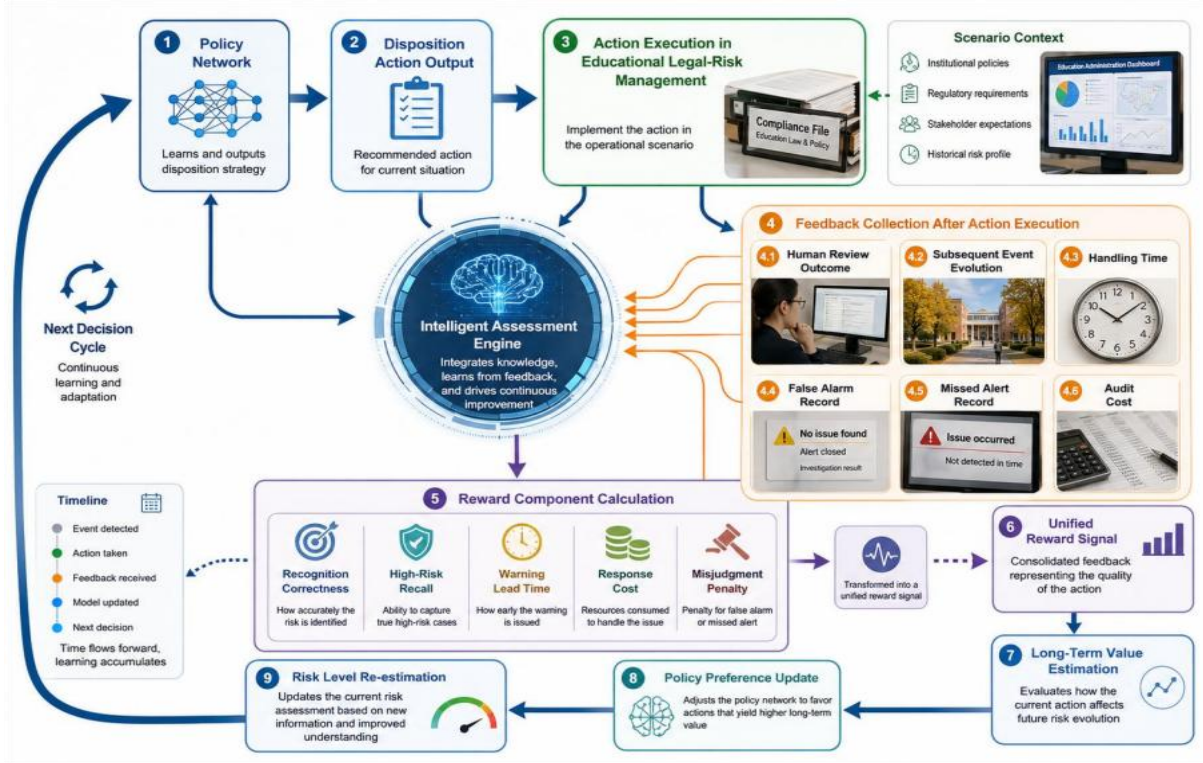 1
Policy
Network
Learns and outputs
disposition strategy
2
Disposition
Action Output
Recommended action
for current situation
3
Action Execution in
Educational Legal-Risk
Management
Implement the action in
the operational scenario
Compliance File
Education Law & Policy
Scenario Context
Institutional policies
Regulatory requirements
Stakeholder expectations
Historical risk profile
Education Administration Dashboard
Next Decision
Cycle
Continuous
learning and
adaptation
Intelligent Assessment
Engine
Integrates knowledge,
learns from feedback,
and drives continuous
improvement
4
Feedback Collection After Action Execution
4.1
Human Review
Outcome
4.2
Subsequent Event
Evolution
4.3
Handling Time
12
1
2
3
4
5
6
7
8
9
10
11
4.4
False Alarm
Record
No issue found
Alert closed
Investigation result
4.5
Missed Alert
Record
Issue occurred
Not detected in time
4.6
Audit
Cost
Timeline
Event detected
Action taken
Feedback received
Model updated
Next decision
Time flows forward,
learning accumulates
5
Reward Component Calculation
Recognition
Correctness
How accurately the
risk is identified
High-Risk
Recall
Ability to capture
true high-risk cases
Warning
Lead Time
How early the warning
is issued
Response
Cost
Resources consumed
to handle the issue
Misjudgment
Penalty
Penalty for false alarm
or missed alert
Transformed into a
unified reward signal
6
Unified
Reward Signal
Consolidated feedback
representing the quality
of the action
7
Long-Term Value
Estimation
Evaluates how the
current action affects
future risk evolution
8
Policy Preference Update
Adjusts the policy network to favor
actions that yield higher long-term
value
9
Risk Level Re-estimation
Updates the current risk
assessment based on new
information and improved
understanding